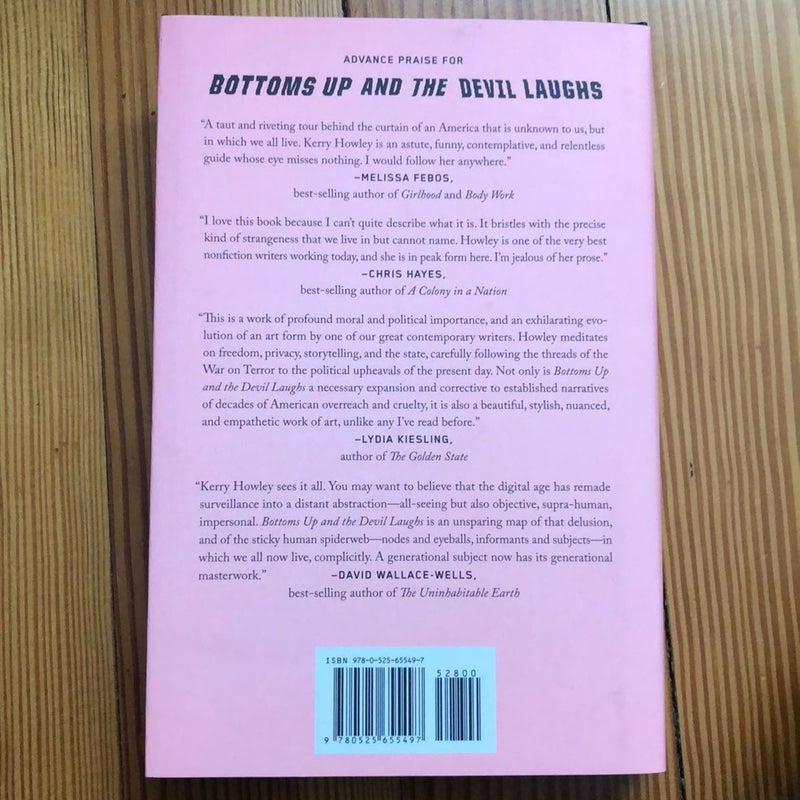 ADVANCE PRAISE FOR
BOTTOMS UP AND THE DEVIL LAUGHS
“A taut and riveting tour behind the curtain of an America that is unknown to us, but
in which we all live. Kerry Howley is an astute, funny, contemplative, and relentless
guide whose eye misses nothing. I would follow her anywhere.”
—MELISSA FEBOS,
best-selling author of Girlhood and Body Work
“I love this book because I can’t quite describe what it is. It bristles with the precise
kind of strangeness that we live in but cannot name. Howley is one of the very best
nonfiction writers working today, and she is in peak form here. I’m jealous of her prose.”
—CHRIS HAYES,
best-selling author of A Colony in a Nation
“This is a work of profound moral and political importance, and an exhilarating evo-
lution of an art form by one of our great contemporary writers. Howley meditates
on freedom, privacy, storytelling, and the state, carefully following the threads of the
War on Terror to the political upheavals of the present day. Not only is Bottoms Up
and the Devil Laughs a necessary expansion and corrective to established narratives
of decades of American overreach and cruelty, it is also a beautiful, stylish, nuanced,
and empathetic work of art, unlike any I’ve read before.”
—LYDIA KIESLING,
author of The Golden State
“Kerry Howley sees it all. You may want to believe that the digital age has remade
surveillance into a distant abstraction—all-seeing but also objective, supra-human,
impersonal. Bottoms Up and the Devil Laughs is an unsparing map of that delusion,
and of the sticky human spiderweb—nodes and eyeballs, informants and subjects—in
which we all now live, complicitly. A generational subject now has its generational
masterwork.” —DAVID WALLACE-WELLS,
best-selling author of The Uninhabitable Earth
ISBN 978-0-525-65549-7
52800
9 780525 655497